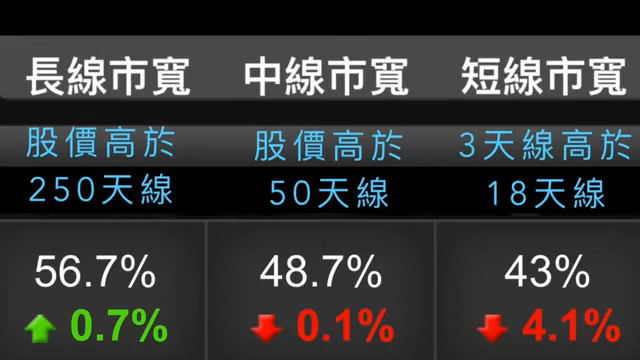 長線市寬 中線市寬 短線市寬
股價高於 股價高於 3天線高於
250天線 50天線 18天線
56.7% 48.7% 43%
0.7% 0.1% 4.1%